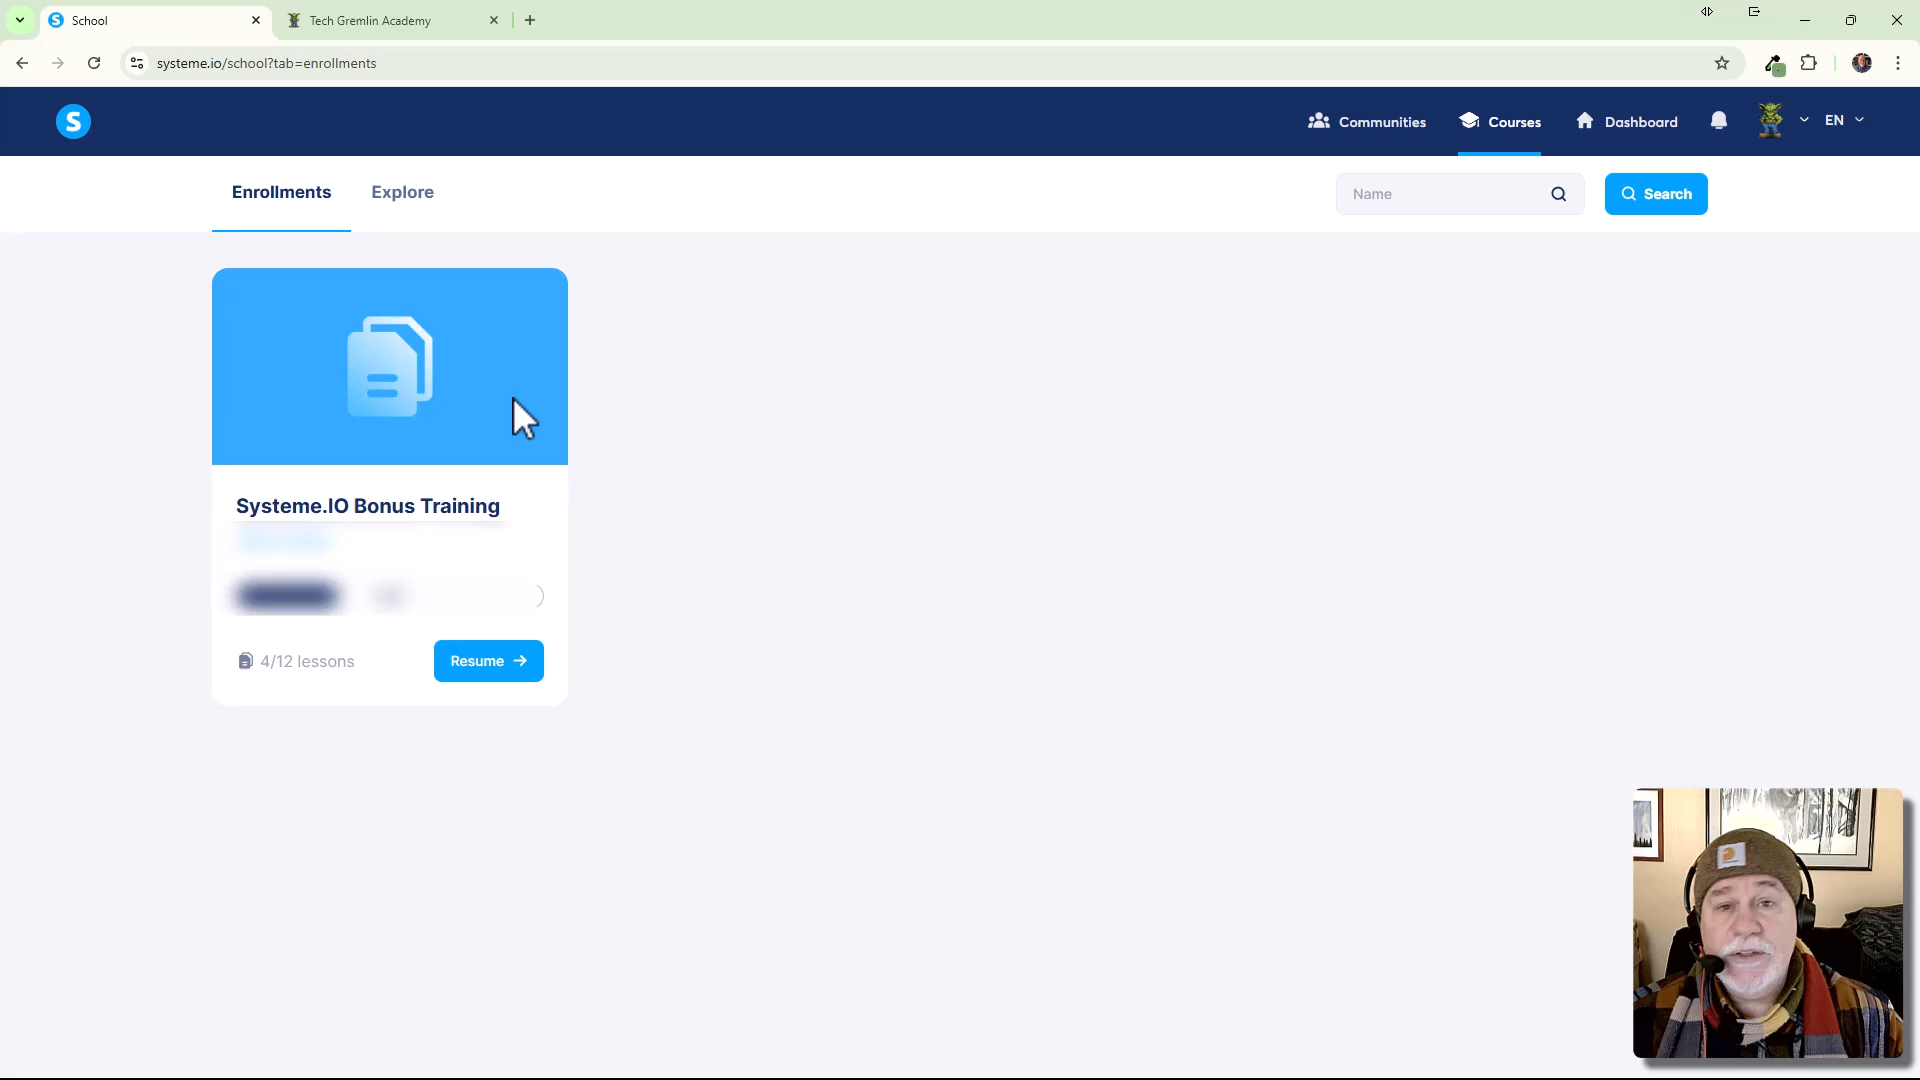 School
Tech Gremlin Academy
systeme.io/school?tab=enrollments
S
Communities
Courses
Dashboard
EN
Enrollments
Explore
Name
Search
Systeme.IO Bonus Training
4/12 lessons
Resume